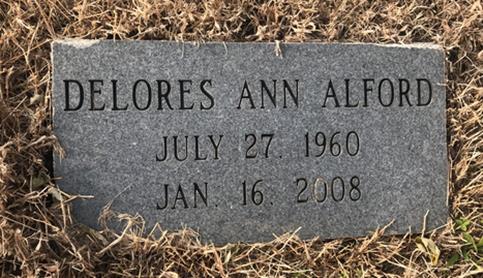 DELORES ANN ALFORD
JULY 27. 1960
JAN. 16. 2008